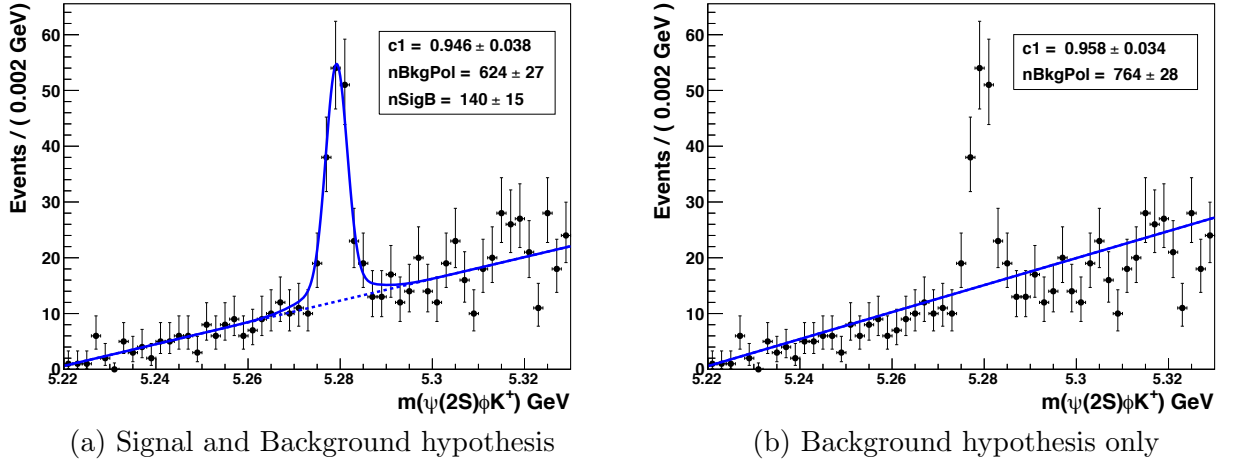 Events / ( 0.002 GeV)
60
50
40
30
20
10
0
5.22
5.24
5.26
5.28
5.3
5.32
m(ψ(2S)ϕK⁺) GeV
c1 = 0.946 ± 0.038
nBkgPol = 624 ± 27
nSigB = 140 ± 15
(a) Signal and Background hypothesis
Events / ( 0.002 GeV)
60
50
40
30
20
10
0
5.22
5.24
5.26
5.28
5.3
5.32
m(ψ(2S)ϕK⁺) GeV
c1 = 0.958 ± 0.034
nBkgPol = 764 ± 28
(b) Background hypothesis only